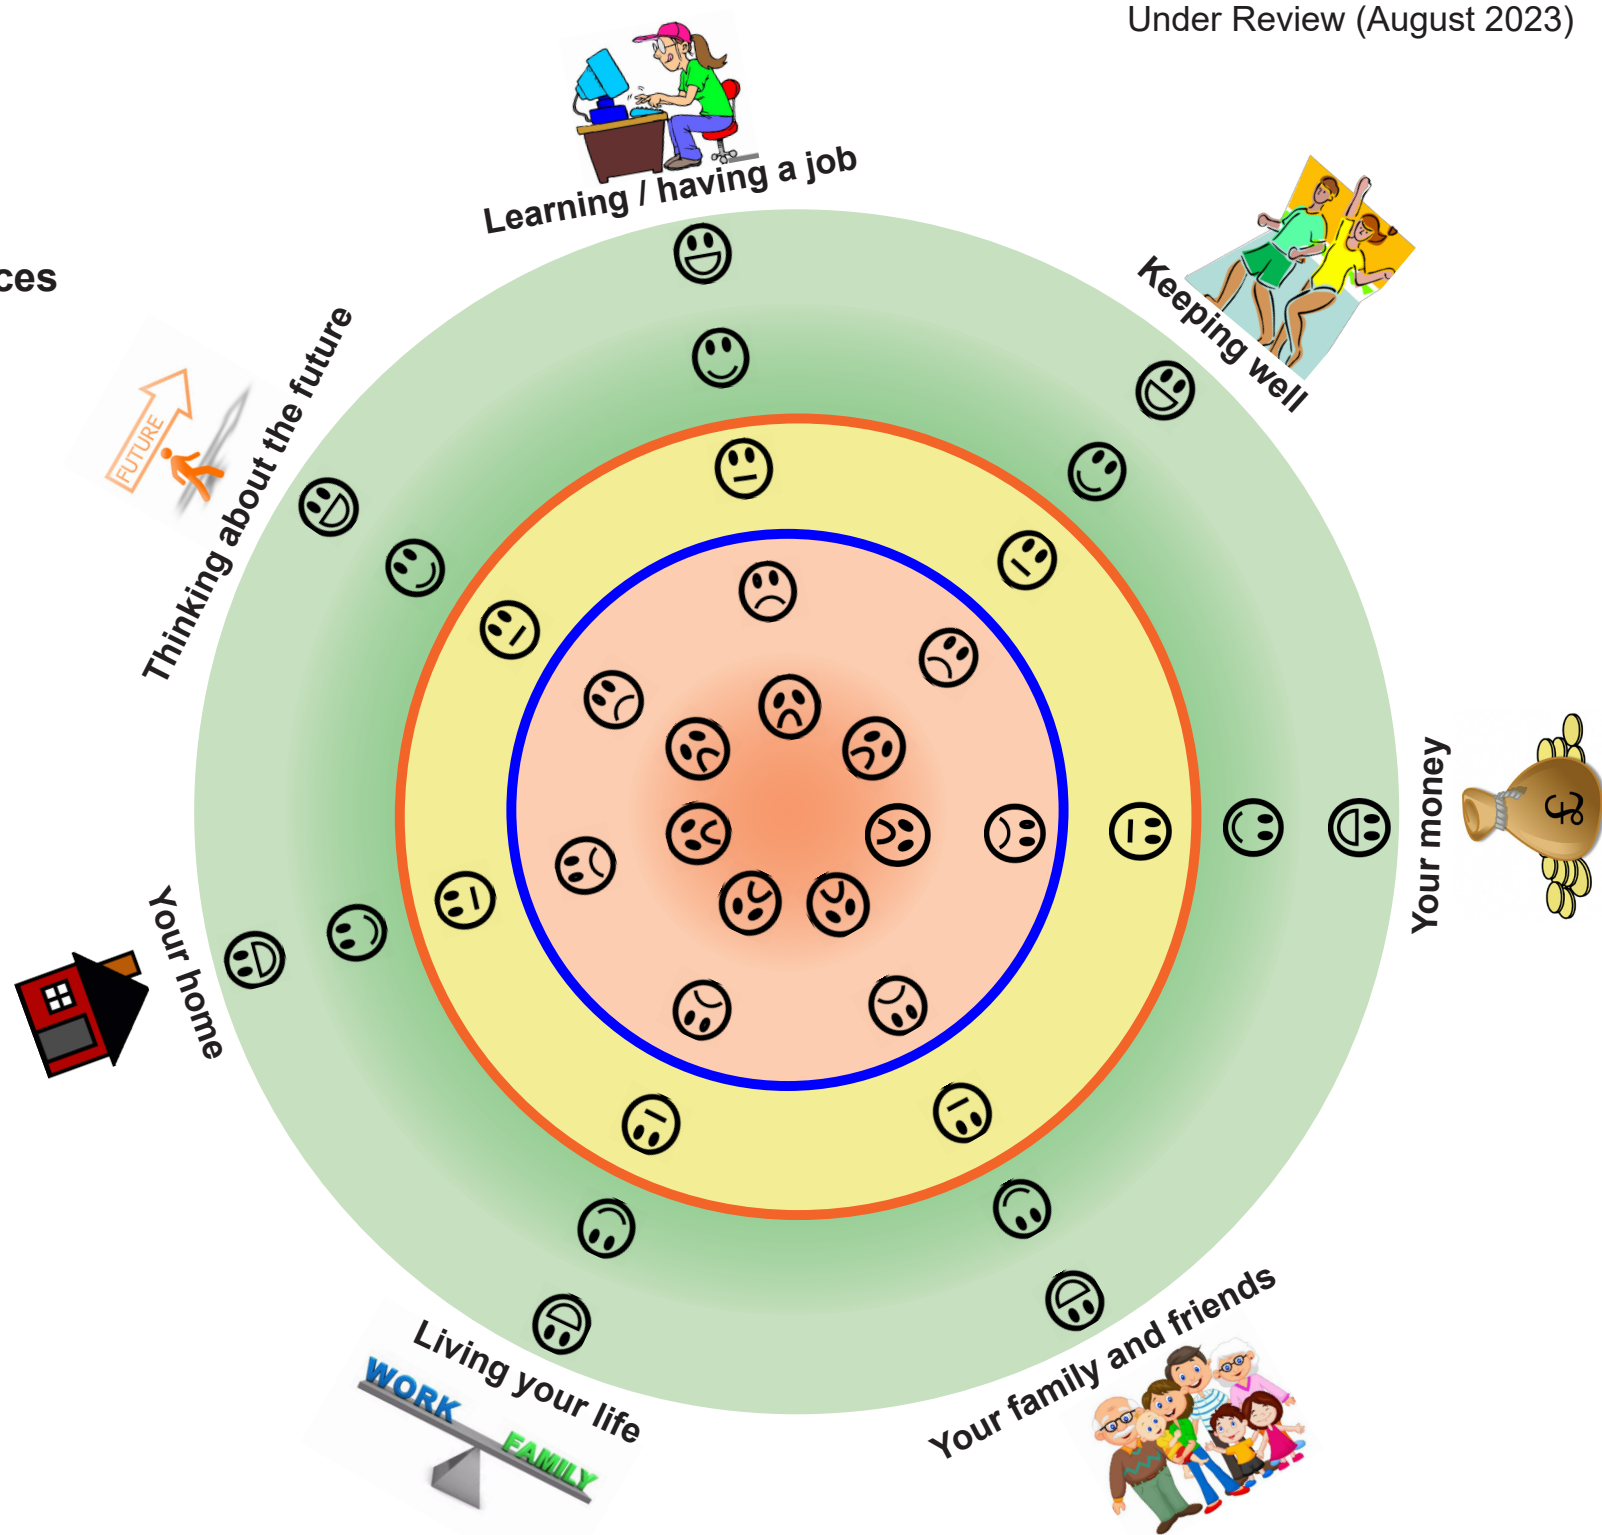 Under Review (August 2023)
Learning / having a job
Keeping well
ces
Thinking about the future
FUTURE
Your money
£
Your home
Living your life
WORK
FAMILY
Your family and friends